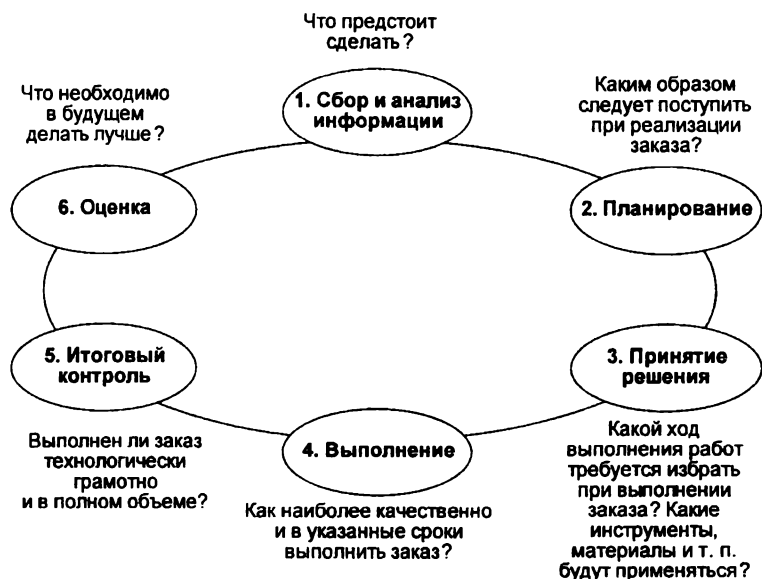 Что предстоит
сделать?
1. Сбор и анализ
информации
Каким образом
следует поступить
при реализации
заказа?
2. Планирование
3. Принятие
решения
Какой ход
выполнения работ
требуется избрать
при выполнении
заказа? Какие
инструменты,
материалы и т. п.
будут применяться?
4. Выполнение
Как наиболее качественно
и в указанные сроки
выполнить заказ?
5. Итоговый
контроль
Выполнен ли заказ
технологически
грамотно
и в полном объеме?
6. Оценка
Что необходимо
в будущем
делать лучше?